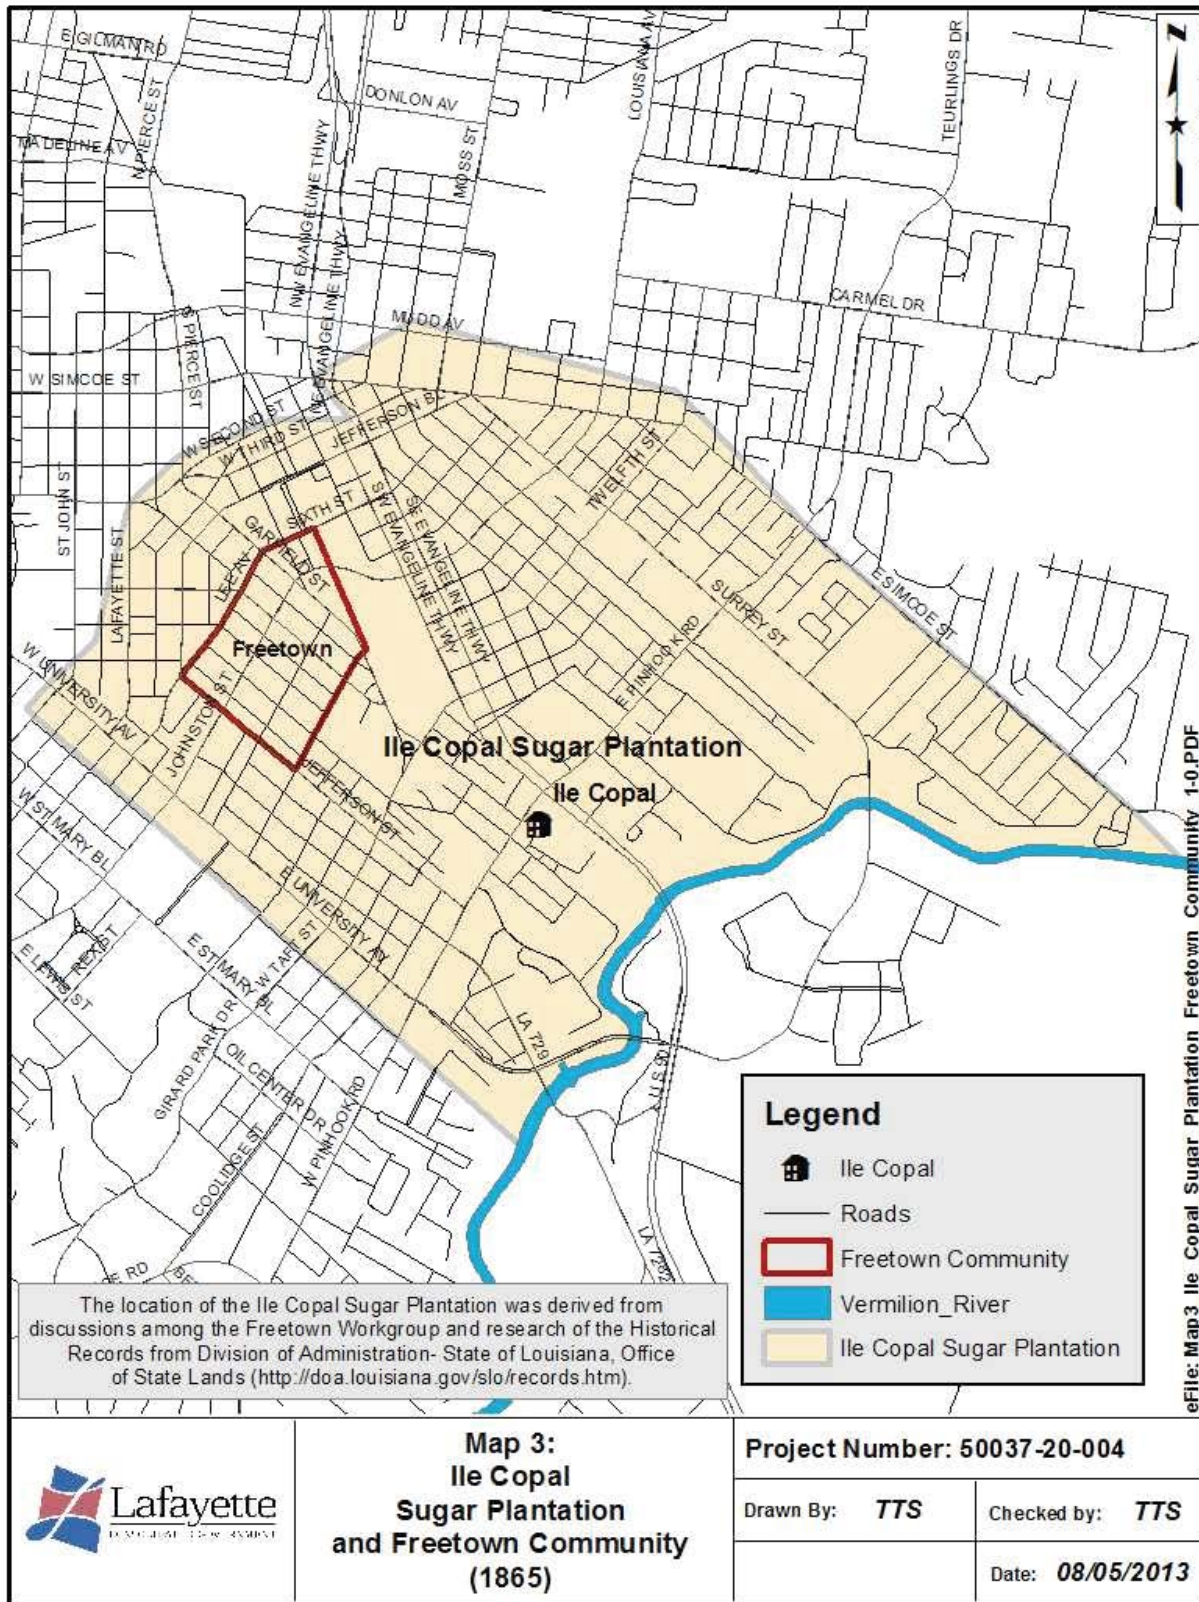 E GILMAN RD
N PIERCE ST
DONLON AV
LOUISIANA AV
TEURLINGS DR
N
MADELINE AV
MOSS ST
NW EVANGELINE THWY
NE EVANGELINE THWY
CARMEL DR
MUDD AV
S PIERCE ST
W SIMCOE ST
W SECOND ST
W THIRD ST
JEFFERSON BL
TWELFTH ST
ST JOHN ST
SIXTH ST
SW EVANGELINE THWY
SE EVANGELINE THWY
GARFIELD ST
LAFAYETTE ST
LEE AV
E SIMCOE ST
SURREY ST
Freetown
E PINHOOK RD
W UNIVERSITY AV
JOHNSTON ST
Ile Copal Sugar Plantation
Ile Copal
JEFFERSON ST
W ST MARY BL
E UNIVERSITY AV
REX ST
E LEWIS ST
E ST MARY BL
W TAFT ST
LA 729
GIRARD PARK DR
OIL CENTER DR
U.S. 90
COOLIDGE ST
W PINHOOK RD
LA 7282
Legend
Ile Copal
Roads
Freetown Community
Vermilion_River
Ile Copal Sugar Plantation
The location of the Ile Copal Sugar Plantation was derived from
discussions among the Freetown Workgroup and research of the Historical
Records from Division of Administration- State of Louisiana, Office
of State Lands (http://doa.louisiana.gov/slo/records.htm).
eFile: Map3 Ile Copal Sugar Plantation Freetown Community 1-0.PDF
Lafayette
Map 3:
Ile Copal
Sugar Plantation
and Freetown Community
(1865)
Project Number: 50037-20-004
Drawn By: TTS
Checked by: TTS
Date: 08/05/2013